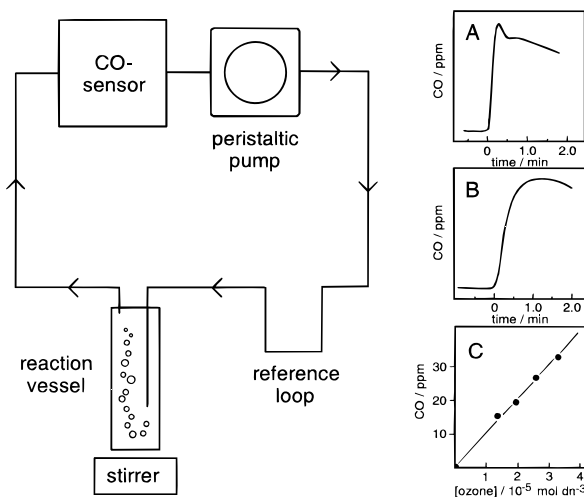 CO-
sensor
peristaltic
pump
reaction
vessel
reference
loop
stirrer
A
CO / ppm
0 1.0 2.0
time / min
B
CO / ppm
0 1.0 2.0
time / min
C
CO / ppm
30
20
10
1 2 3 4
[ozone] / 10⁻⁵ mol dn⁻³